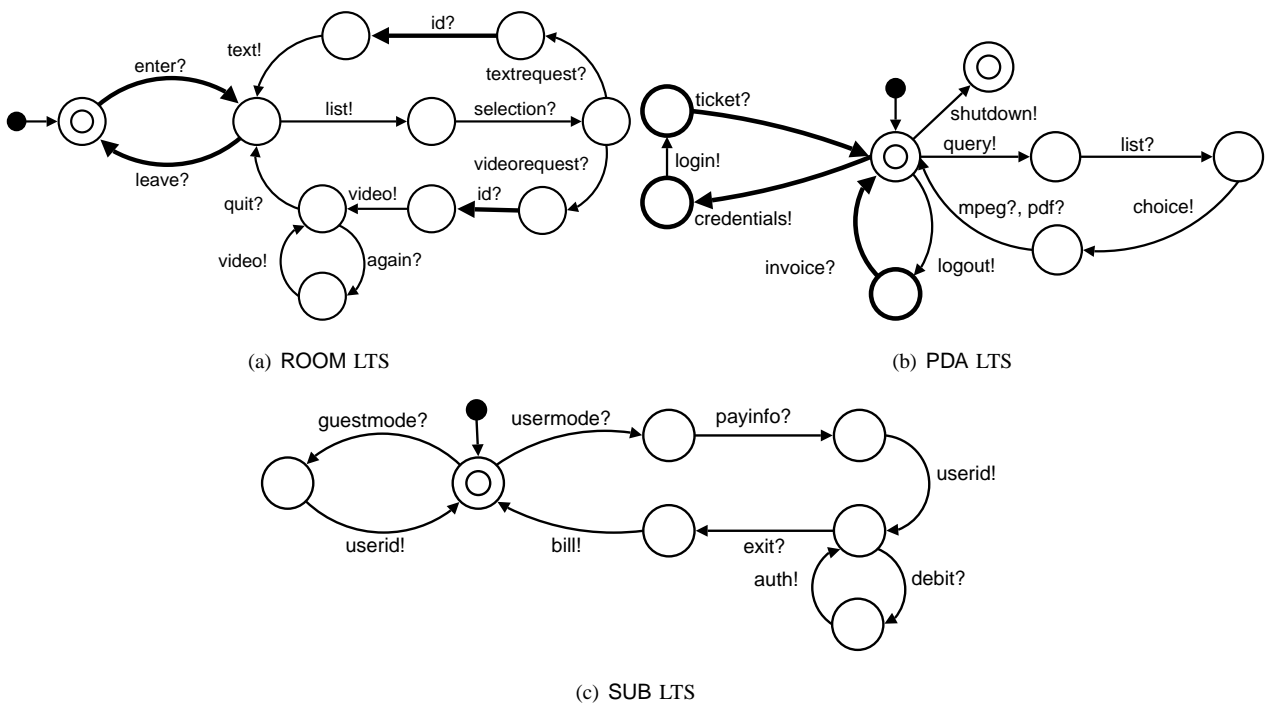 id?
text!
enter?
textrequest?
list!
selection?
leave?
videorequest?
quit?
video!
id?
video!
again?
(a) ROOM LTS
ticket?
shutdown!
login!
query!
list?
credentials!
mpeg?, pdf?
choice!
invoice?
logout!
(b) PDA LTS
guestmode?
usermode?
payinfo?
userid!
userid!
bill!
exit?
auth!
debit?
(c) SUB LTS